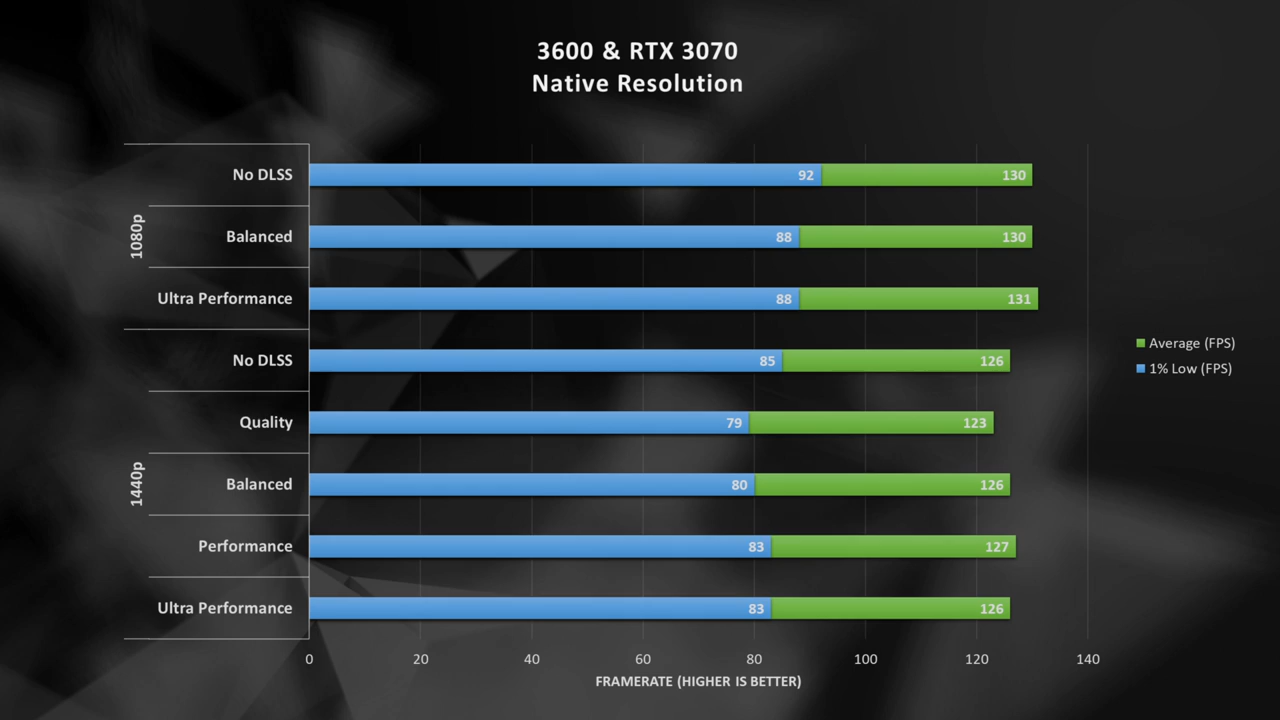 3600 & RTX 3070
Native Resolution
1080p
No DLSS
92
130
Balanced
88
130
Ultra Performance
88
131
1440p
No DLSS
85
126
Quality
79
123
Balanced
80
126
Performance
83
127
Ultra Performance
83
126
0 20 40 60 80 100 120 140
FRAMERATE (HIGHER IS BETTER)
Average (FPS)
1% Low (FPS)